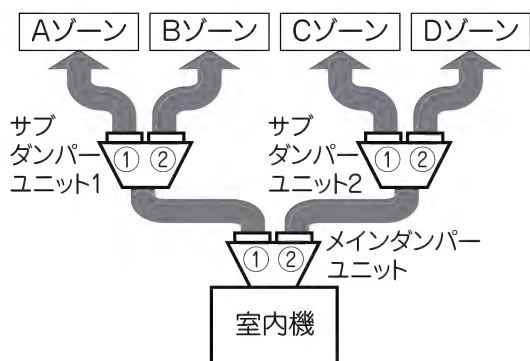 Aゾーン
Bゾーン
Cゾーン
Dゾーン
サブ
ダンパー
ユニット1
① ②
サブ
ダンパー
ユニット2
① ②
① ②
メインダンパー
ユニット
室内機